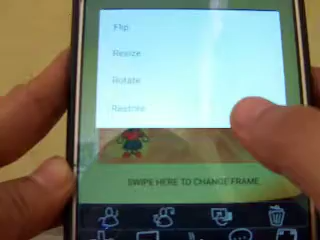 Flip
Resize
Rotate
Restore
SWIPE HERE TO CHANGE FRAME